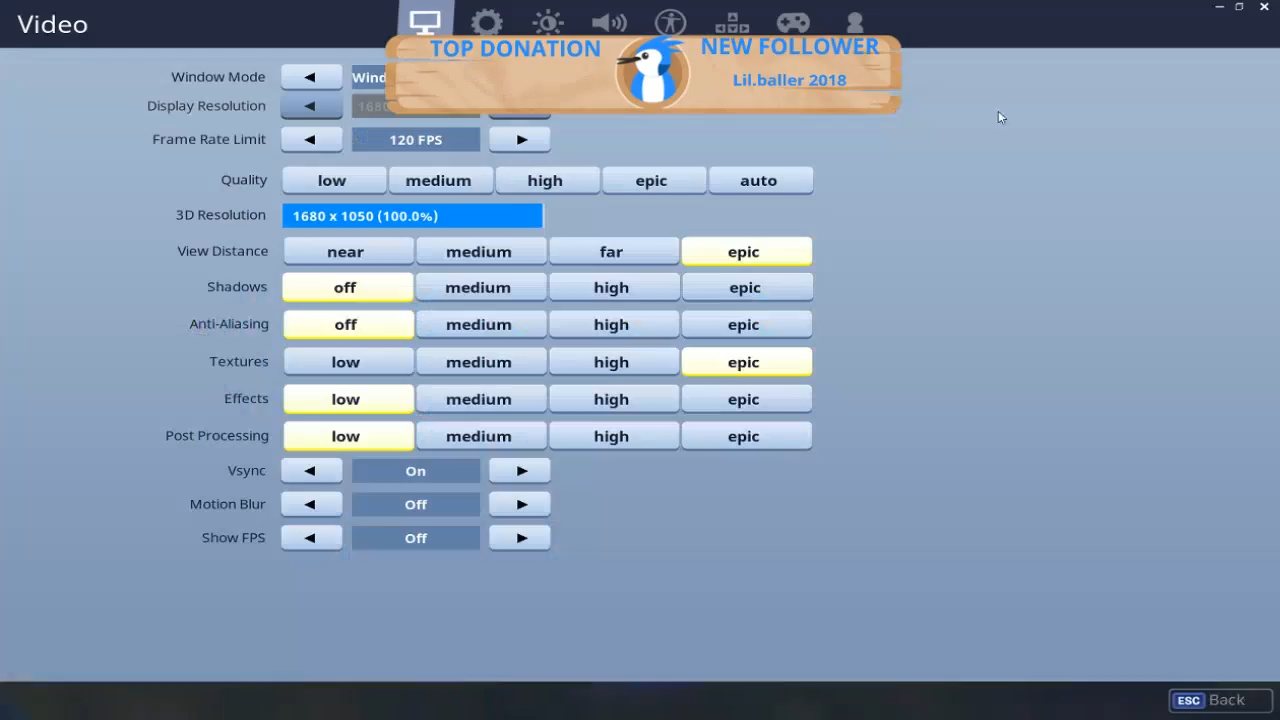 Video
TOP DONATION
NEW FOLLOWER
Lil.baller 2018
Window Mode ◄ Wind
Display Resolution ◄ 1680
Frame Rate Limit ◄ 120 FPS ►
Quality low medium high epic auto
3D Resolution 1680 x 1050 (100.0%)
View Distance near medium far epic
Shadows off medium high epic
Anti-Aliasing off medium high epic
Textures low medium high epic
Effects low medium high epic
Post Processing low medium high epic
Vsync ◄ On ►
Motion Blur ◄ Off ►
Show FPS ◄ Off ►
ESC Back